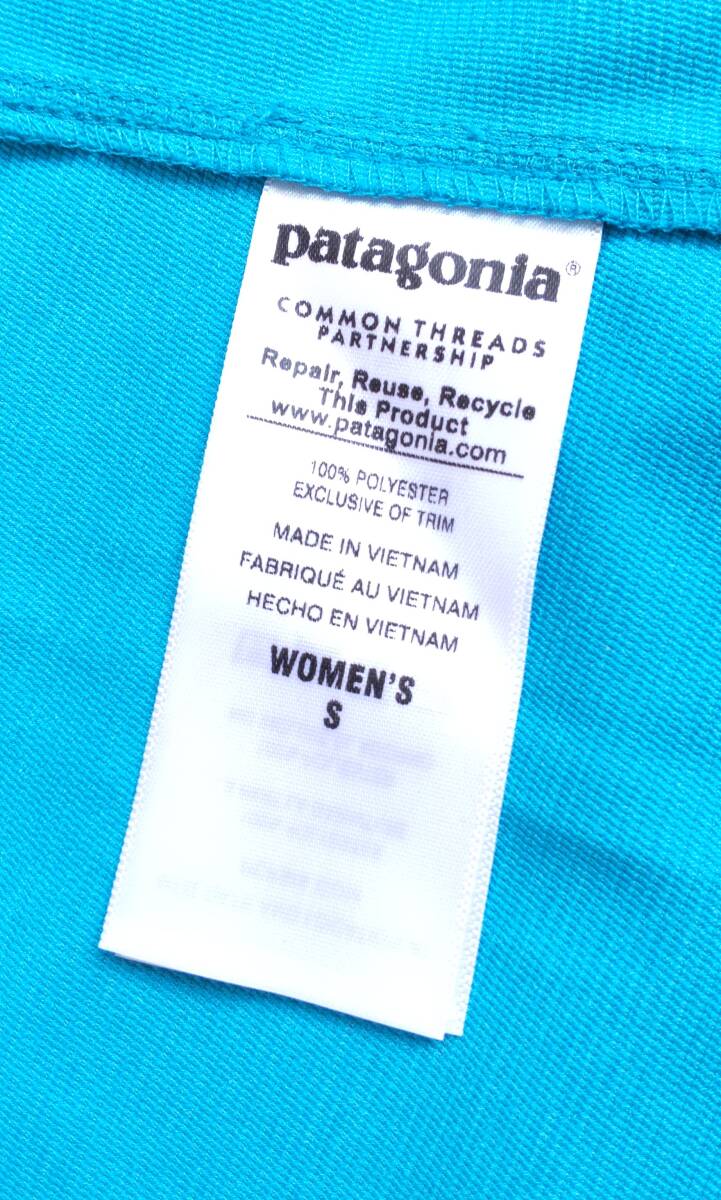 patagonia®
COMMON THREADS
PARTNERSHIP
Repair, Reuse, Recycle
This Product
www.patagonia.com
100% POLYESTER
EXCLUSIVE OF TRIM
MADE IN VIETNAM
FABRIQUÉ AU VIETNAM
HECHO EN VIETNAM
WOMEN'S
S